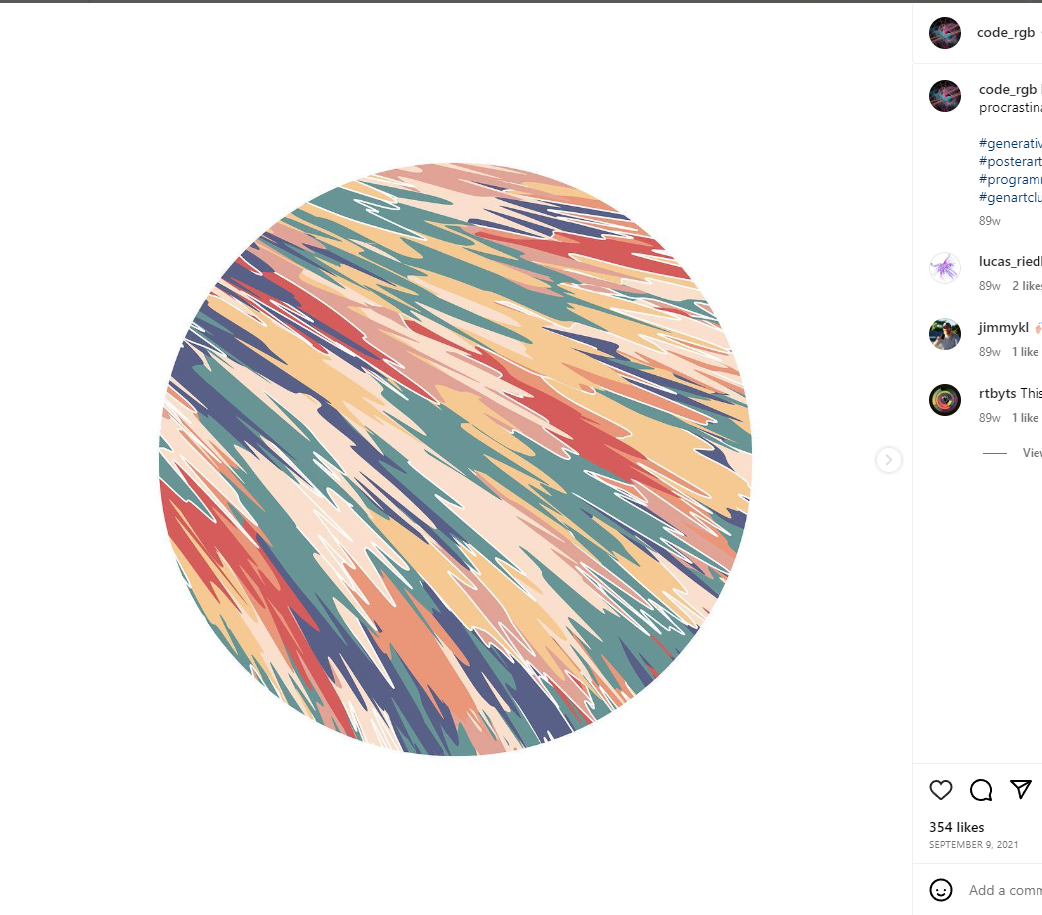 code_rgb
code_rgb
procrastina
#generativ
#posterart
#program
#genartclu
89w
lucas_riedl
89w 2 likes
jimmykl
89w 1 like
rtbyts This
89w 1 like
View
354 likes
SEPTEMBER 9, 2021
Add a comm